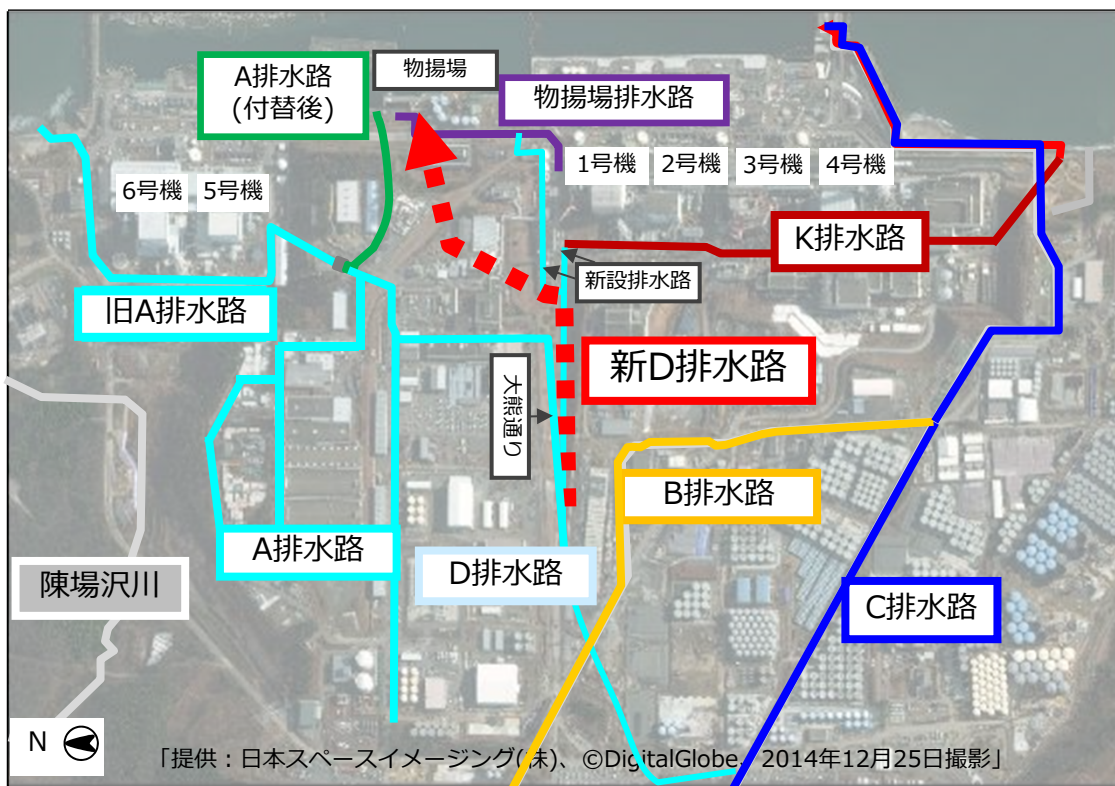 A排水路
(付替後)
物揚場
物揚場排水路
6号機
5号機
1号機
2号機
3号機
4号機
K排水路
新設排水路
旧A排水路
新D排水路
大熊通り
B排水路
A排水路
D排水路
陳場沢川
C排水路
N
「提供：日本スペースイメージング(株)、©DigitalGlobe、2014年12月25日撮影」